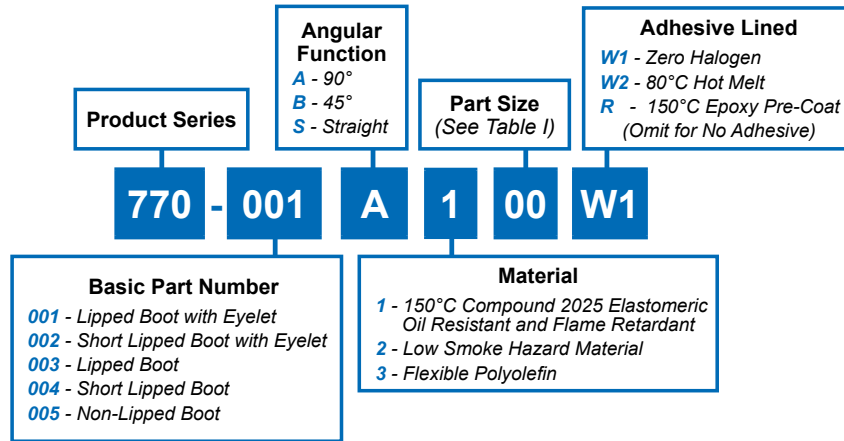 Angular
Function
A - 90°
B - 45°
S - Straight
Adhesive Lined
W1 - Zero Halogen
W2 - 80°C Hot Melt
R - 150°C Epoxy Pre-Coat
(Omit for No Adhesive)
Product Series
Part Size
(See Table I)
770 - 001 A 1 00 W1
Basic Part Number
001 - Lipped Boot with Eyelet
002 - Short Lipped Boot with Eyelet
003 - Lipped Boot
004 - Short Lipped Boot
005 - Non-Lipped Boot
Material
1 - 150°C Compound 2025 Elastomeric
Oil Resistant and Flame Retardant
2 - Low Smoke Hazard Material
3 - Flexible Polyolefin